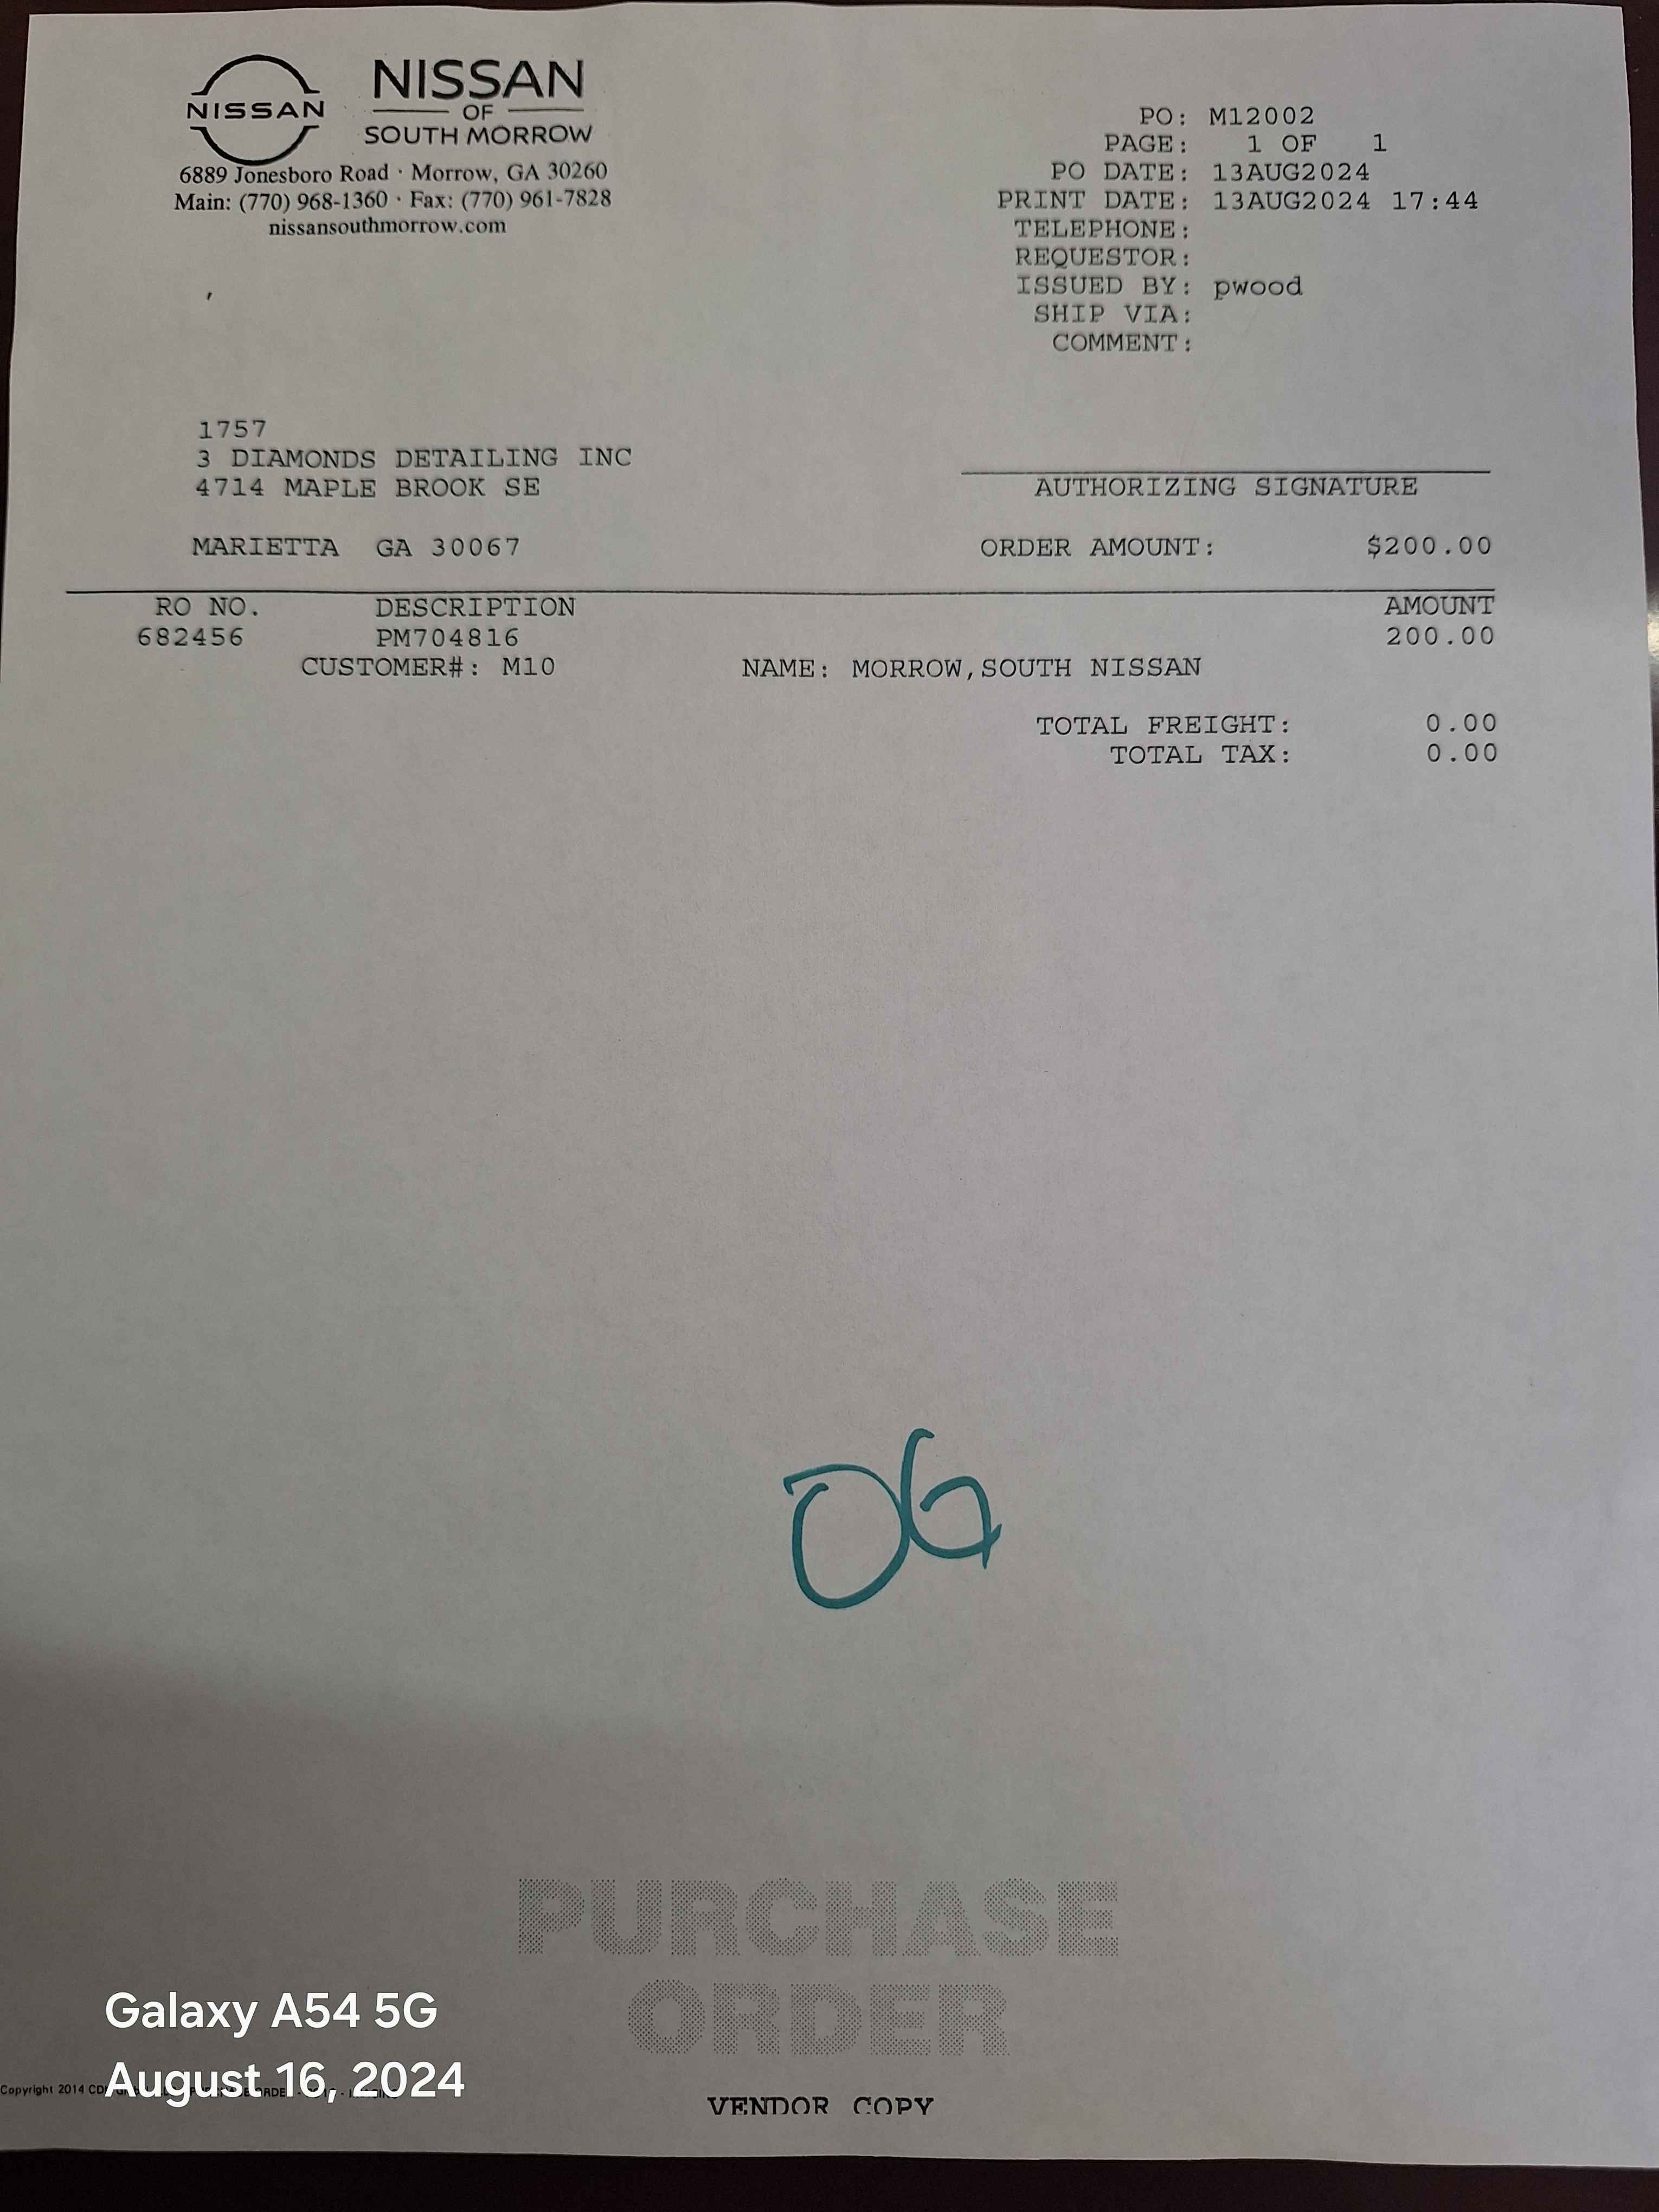 NISSAN
NISSAN
OF
SOUTH MORROW
6889 Jonesboro Road · Morrow, GA 30260
Main: (770) 968-1360 · Fax: (770) 961-7828
nissansouthmorrow.com
PO: M12002
PAGE: 1 OF 1
PO DATE: 13AUG2024
PRINT DATE: 13AUG2024 17:44
TELEPHONE:
REQUESTOR:
ISSUED BY: pwood
SHIP VIA:
COMMENT:
1757
3 DIAMONDS DETAILING INC
4714 MAPLE BROOK SE
MARIETTA GA 30067
AUTHORIZING SIGNATURE
ORDER AMOUNT: $200.00
RO NO. DESCRIPTION AMOUNT
682456 PM704816 200.00
CUSTOMER#: M10 NAME: MORROW,SOUTH NISSAN
TOTAL FREIGHT: 0.00
TOTAL TAX: 0.00
PURCHASE
ORDER
Galaxy A54 5G
August 16, 2024
Copyright 2014
VENDOR COPY